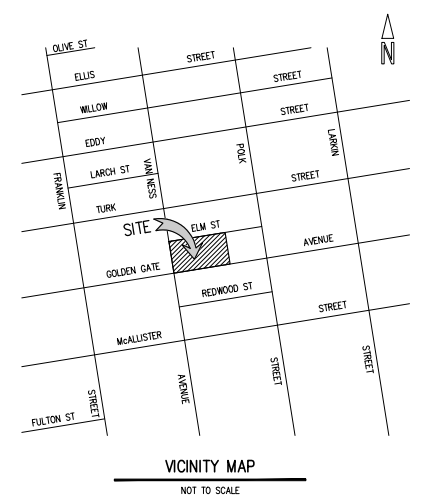 OLIVE ST
ELLIS STREET
WILLOW STREET
EDDY STREET
LARCH ST
TURK STREET
FRANKLIN STREET
VAN NESS AVENUE
POLK STREET
LARKIN STREET
N
SITE
ELM ST
GOLDEN GATE AVENUE
REDWOOD ST
McALLISTER STREET
FULTON ST
VICINITY MAP
NOT TO SCALE